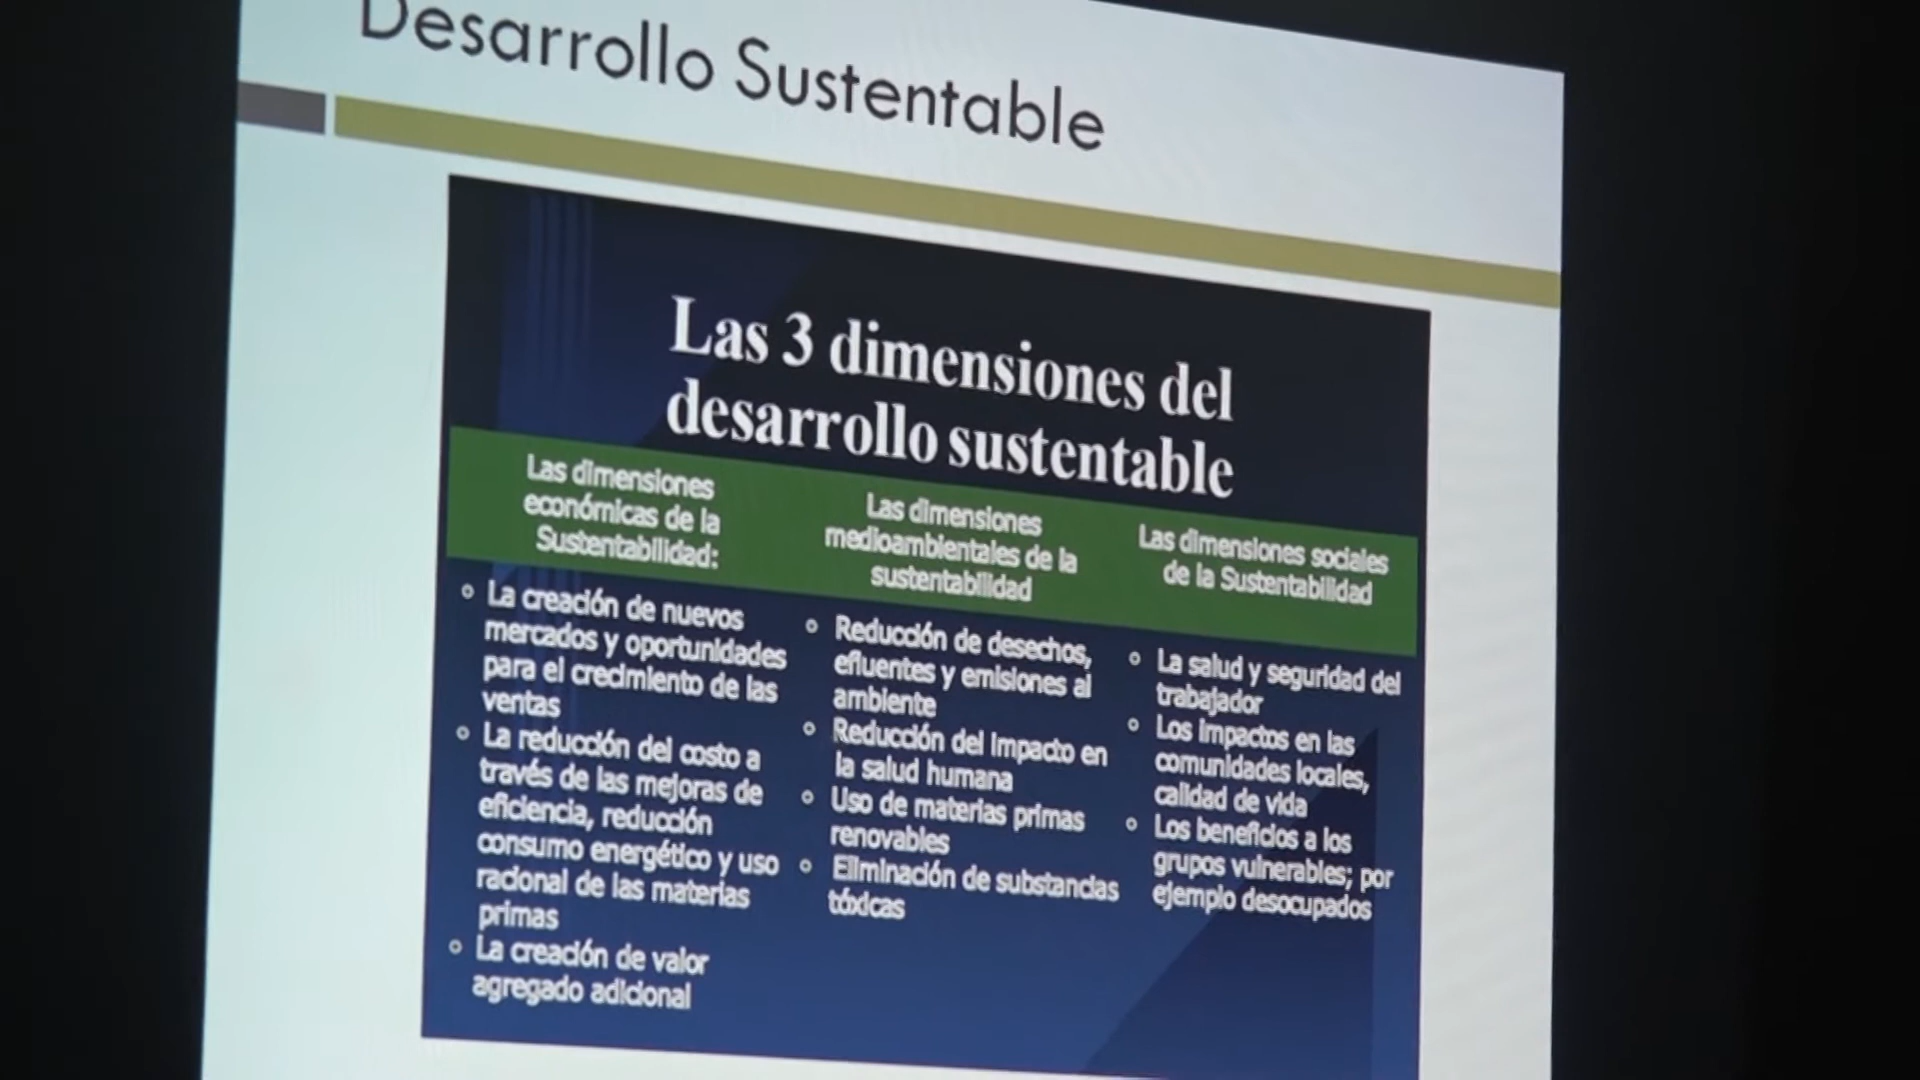 Desarrollo Sustentable
Las 3 dimensiones del
desarrollo sustentable
Las dimensiones
económicas de la
Sustentabilidad:
Las dimensiones
medioambientales de la
sustentabilidad
Las dimensiones sociales
de la Sustentabilidad
La creación de nuevos
mercados y oportunidades
para el crecimiento de las
ventas
La reducción del costo a
través de las mejoras de
eficiencia, reducción
consumo energético y uso
racional de las materias
primas
La creación de valor
agregado adicional
Reducción de desechos,
efluentes y emisiones al
ambiente
Reducción del impacto en
la salud humana
Uso de materias primas
renovables
Eliminación de substancias
tóxicas
La salud y seguridad del
trabajador
Los impactos en las
comunidades locales,
calidad de vida
Los beneficios a los
grupos vulnerables; por
ejemplo desocupados